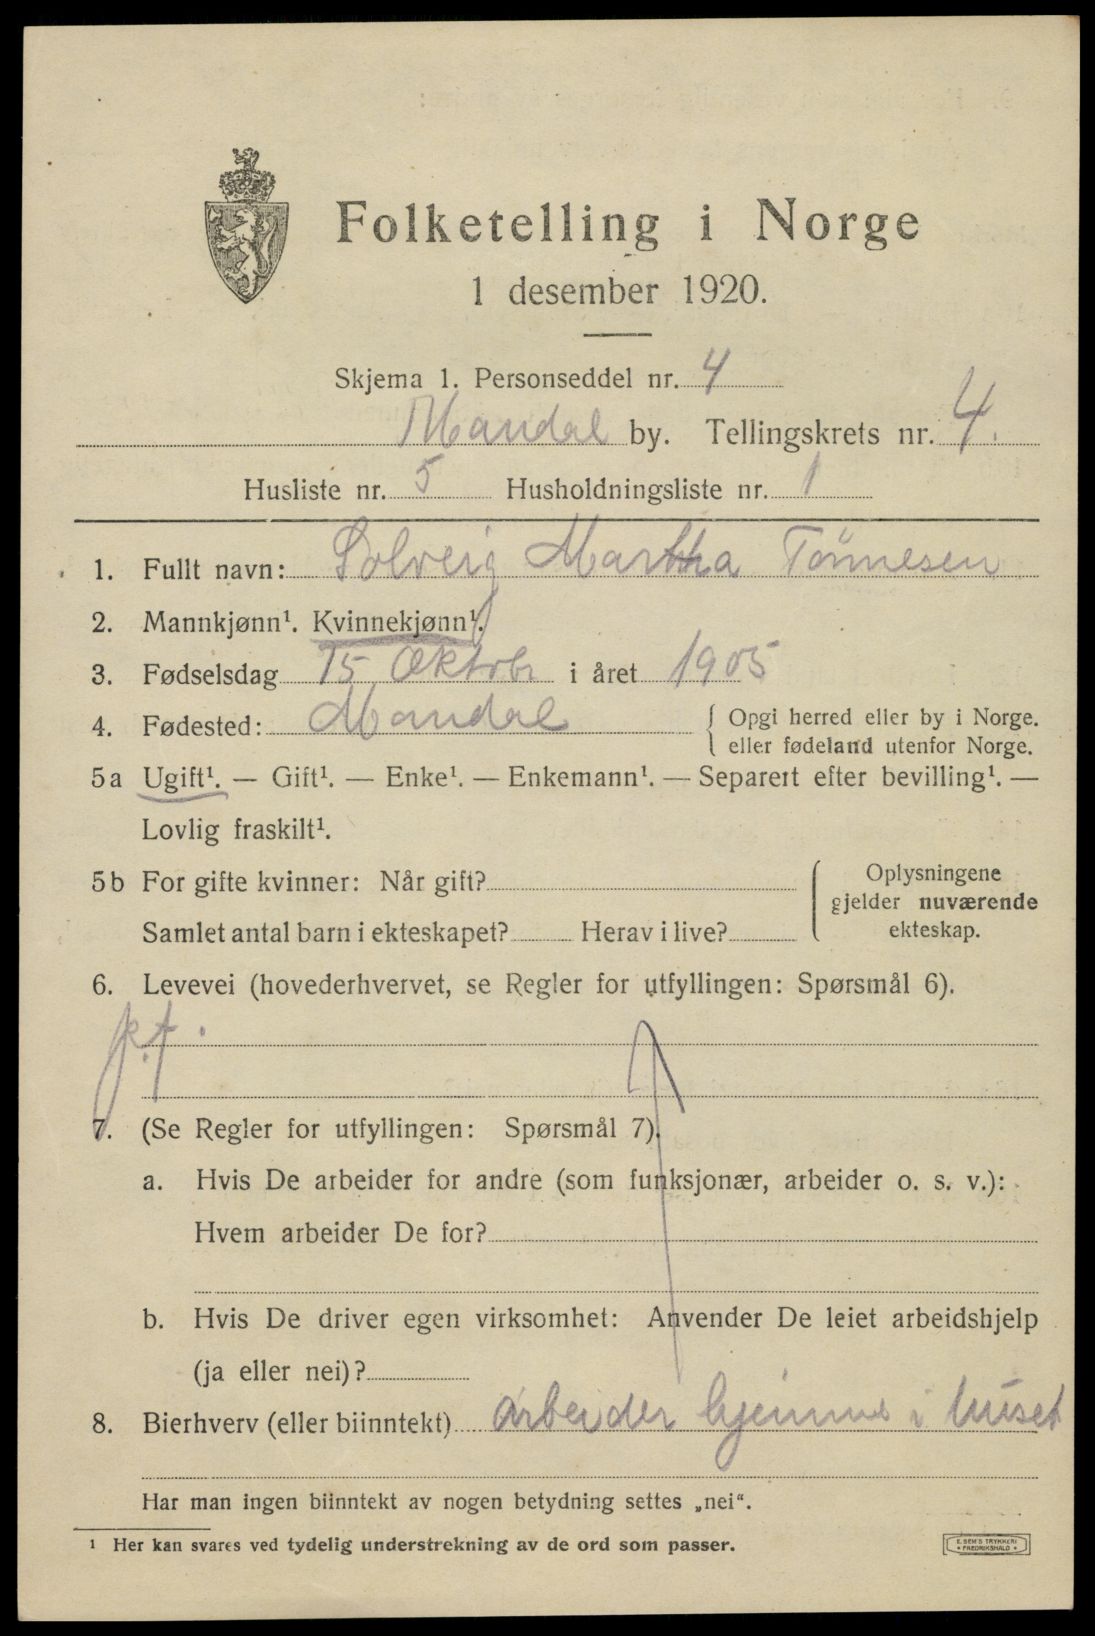 Folketelling i Norge
1 desember 1920.
Skjema 1. Personseddel nr. 4
Mandal by. Tellingskrets nr. 4.
Husliste nr. 5 Husholdningsliste nr. 1
1. Fullt navn: Solveig Martha Tönnesen
2. Mannkjønn¹. Kvinnekjønn¹.
3. Fødselsdag 15 Oktobr i året 1905
4. Fødested: Mandal { Opgi herred eller by i Norge.
eller fødeland utenfor Norge.
5a Ugift¹. — Gift¹. — Enke¹. — Enkemann¹. — Separert efter bevilling¹. —
Lovlig fraskilt¹.
5b For gifte kvinner: Når gift?
Samlet antal barn i ekteskapet? Herav i live?
Oplysningene
gjelder nuværende
ekteskap.
6. Levevei (hovederhvervet, se Regler for utfyllingen: Spørsmål 6).
7. (Se Regler for utfyllingen: Spørsmål 7).
a. Hvis De arbeider for andre (som funksjonær, arbeider o. s. v.):
Hvem arbeider De for?
b. Hvis De driver egen virksomhet: Anvender De leiet arbeidshjelp
(ja eller nei)?
8. Bierhverv (eller biinntekt) arbeider hjemme i huset
Har man ingen biinntekt av nogen betydning settes „nei“.
¹ Her kan svares ved tydelig understrekning av de ord som passer.
E. SEM'S TRYKKERI
• FREDRIKSHALD •